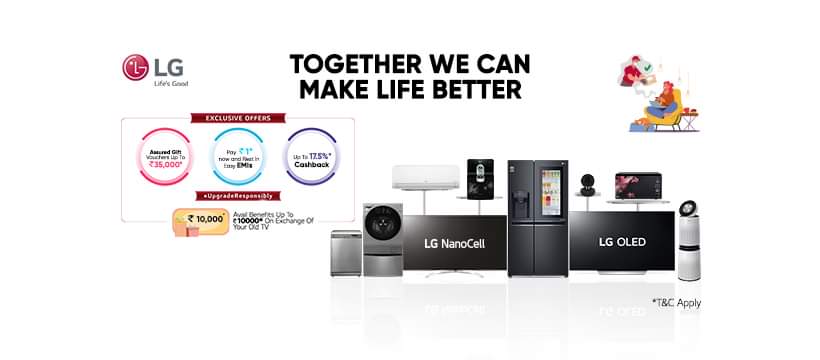 LG
Life's Good
TOGETHER WE CAN
MAKE LIFE BETTER
EXCLUSIVE OFFERS
Assured Gift
Vouchers Up To
₹35,000*
Pay ₹1*
now and Rest in
Easy EMIs
Up To 17.5%*
Cashback
#UpgradeResponsibly
₹ 10,000*
Avail Benefits Up To
₹10000* On Exchange Of
Your Old TV
LG NanoCell
LG OLED
*T&C Apply